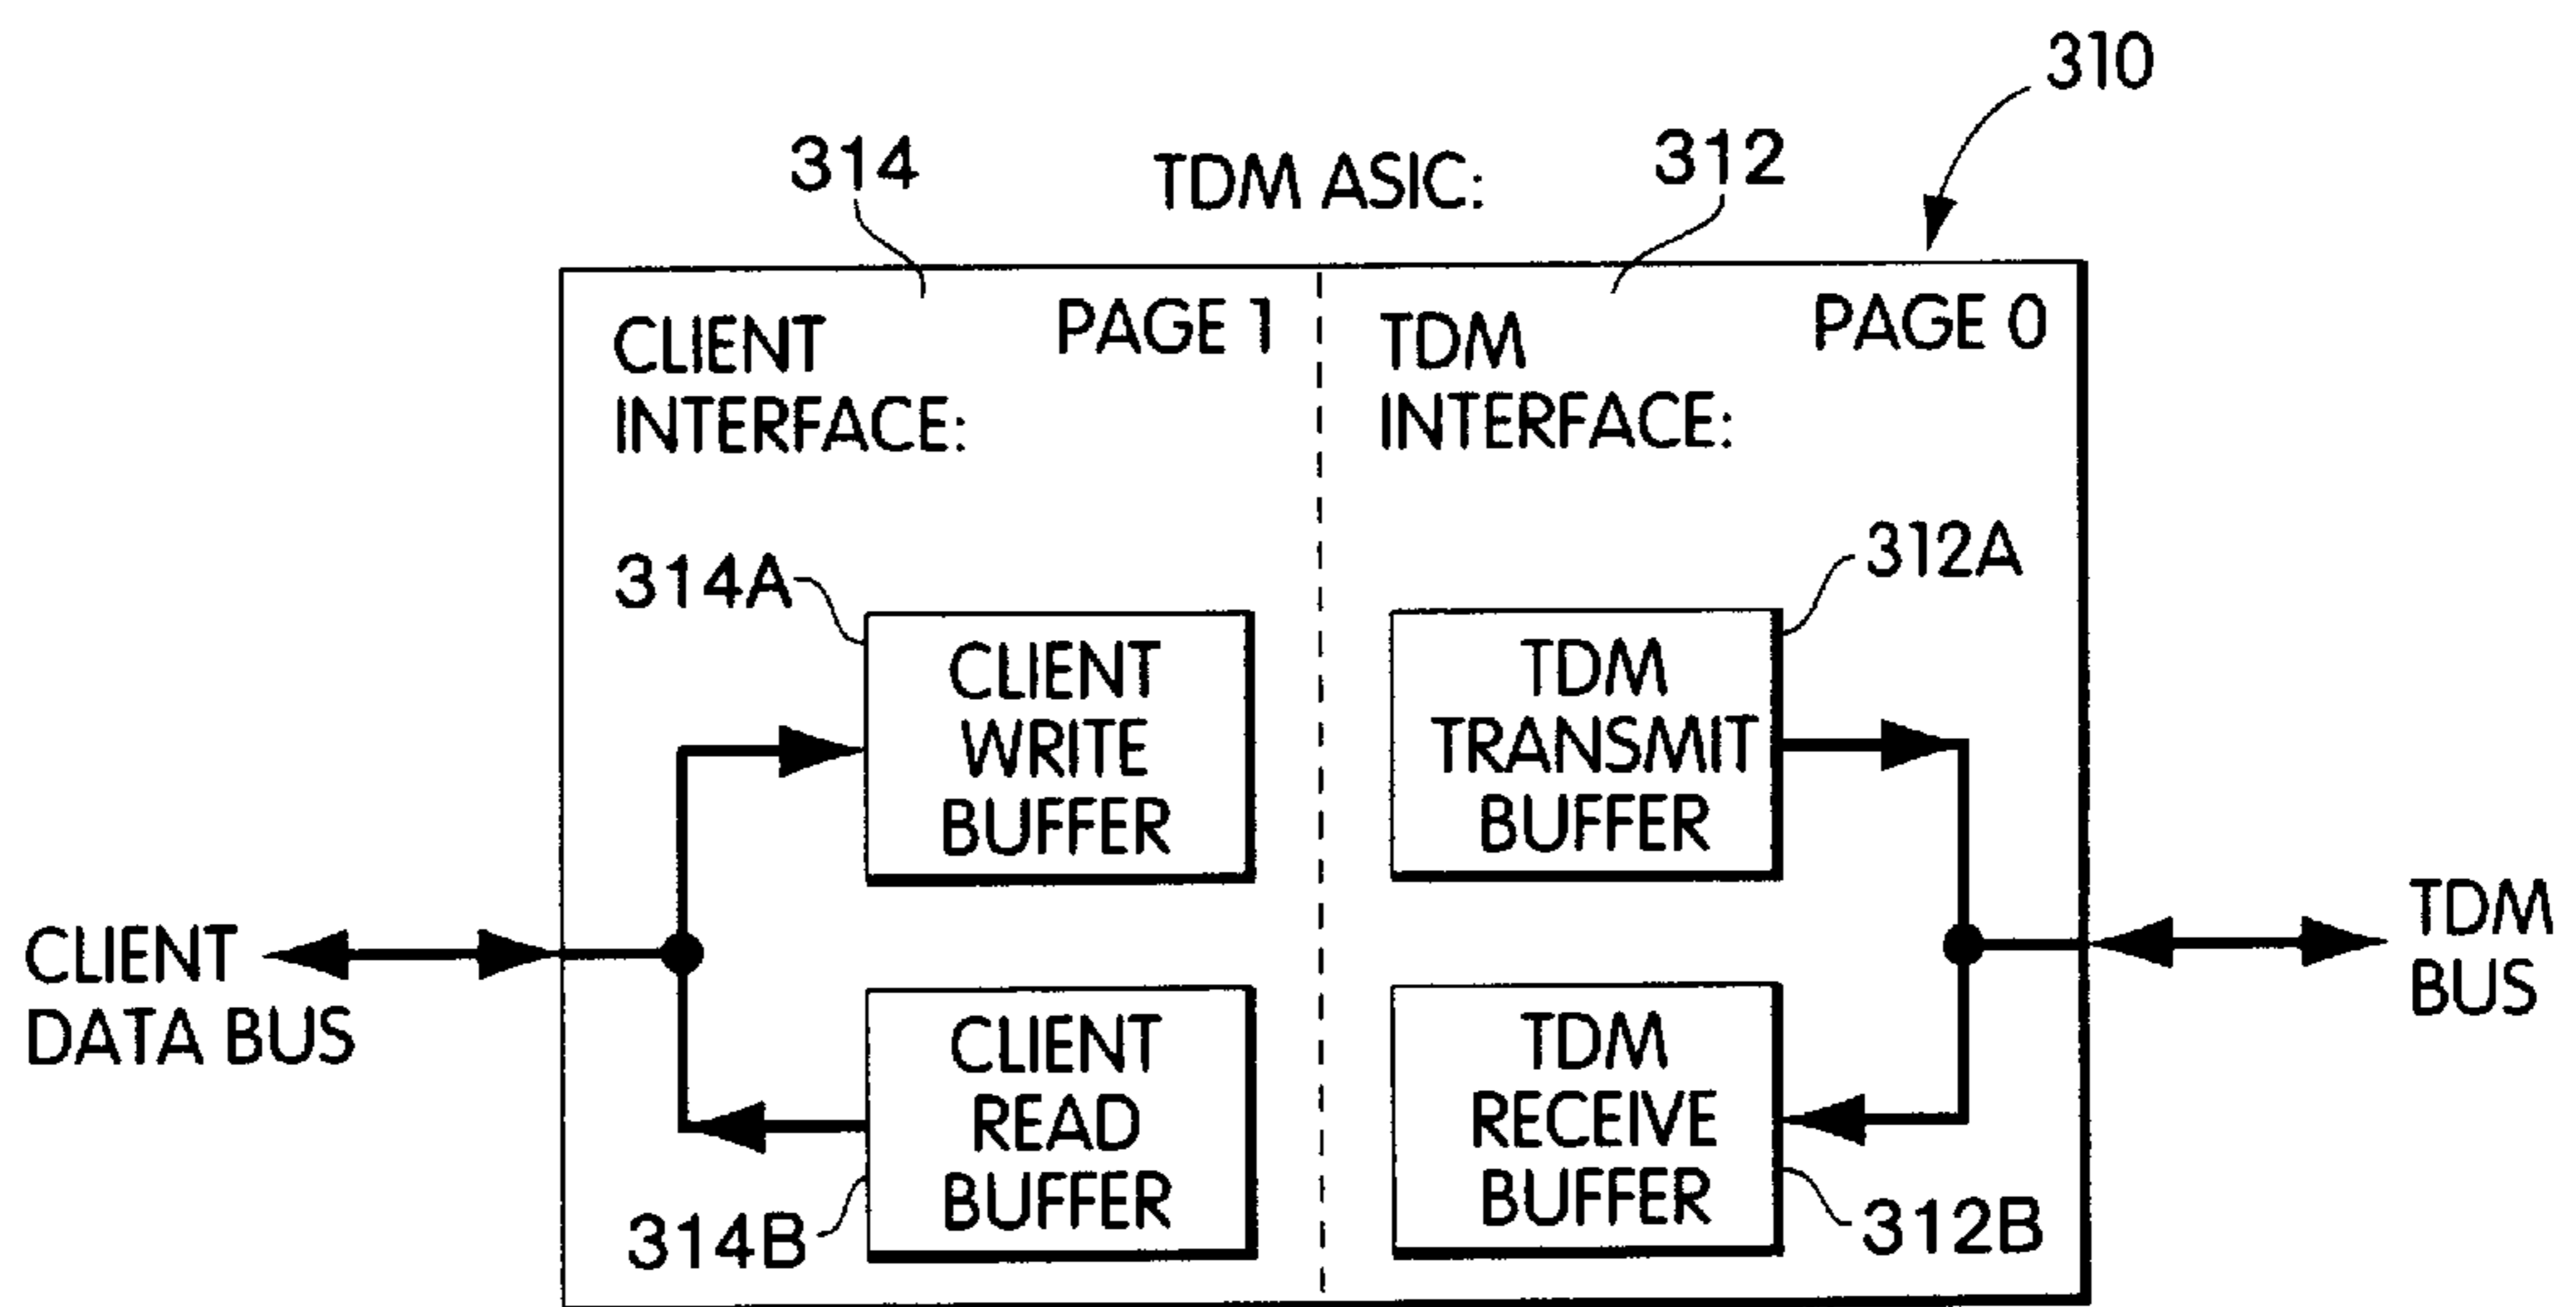 310
314
TDM ASIC:
312
CLIENT
INTERFACE:
PAGE 1
TDM
INTERFACE:
PAGE 0
314A
CLIENT
WRITE
BUFFER
312A
TDM
TRANSMIT
BUFFER
CLIENT
DATA BUS
TDM
BUS
314B
CLIENT
READ
BUFFER
TDM
RECEIVE
BUFFER
312B